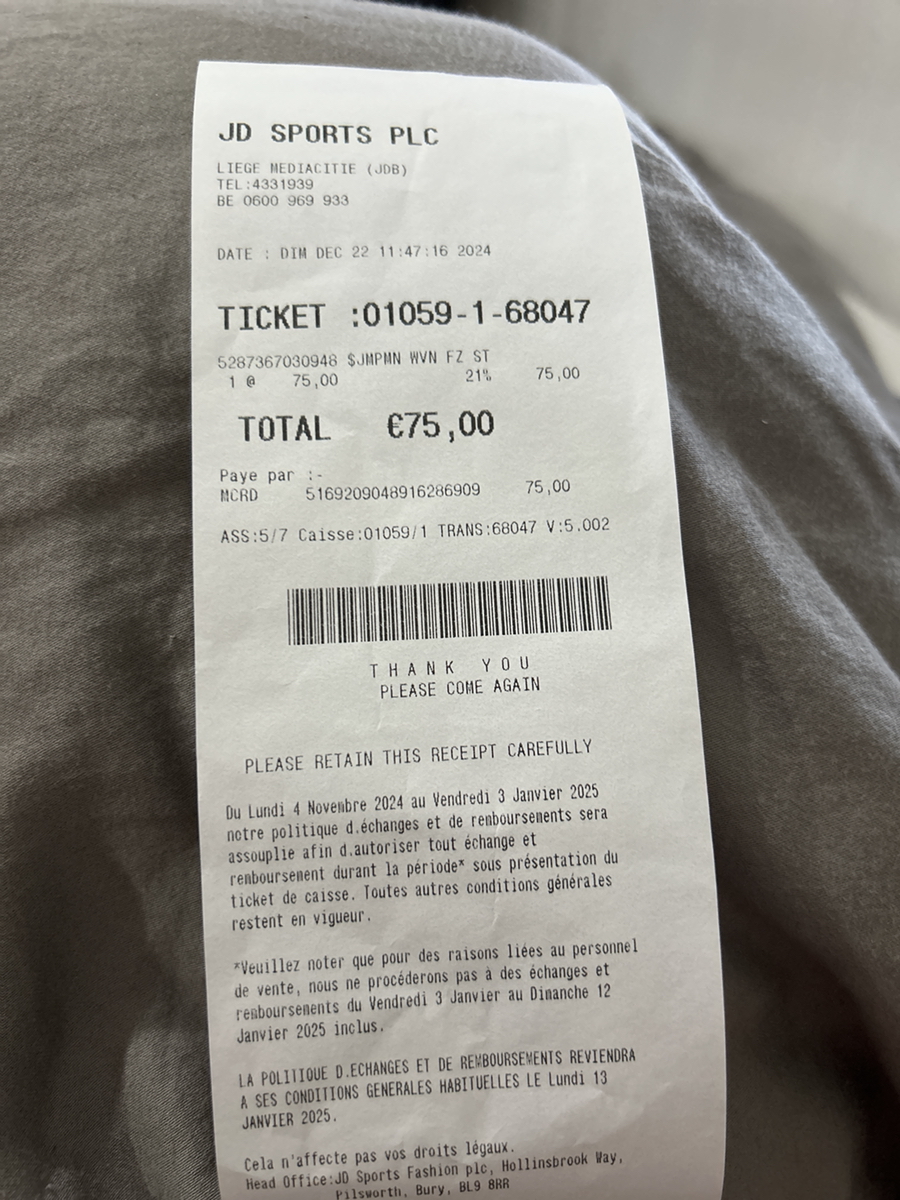 JD SPORTS PLC
LIEGE MEDIACITIE (JDB)
TEL:4331939
BE 0600 969 933
DATE : DIM DEC 22 11:47:16 2024
TICKET :01059-1-68047
5287367030948 $JMPMN WVN FZ ST
1 @ 75,00 21% 75,00
TOTAL €75,00
Paye par :-
MCRD 5169209048916286909 75,00
ASS:5/7 Caisse:01059/1 TRANS:68047 V:5.002
THANK YOU
PLEASE COME AGAIN
PLEASE RETAIN THIS RECEIPT CAREFULLY
Du Lundi 4 Novembre 2024 au Vendredi 3 Janvier 2025
notre politique d.échanges et de remboursements sera
assouplie afin d.autoriser tout échange et
remboursement durant la période* sous présentation du
ticket de caisse. Toutes autres conditions générales
restent en vigueur.
*Veuillez noter que pour des raisons liées au personnel
de vente, nous ne procéderons pas à des échanges et
remboursements du Vendredi 3 Janvier au Dimanche 12
Janvier 2025 inclus.
LA POLITIQUE D.ECHANGES ET DE REMBOURSEMENTS REVIENDRA
A SES CONDITIONS GENERALES HABITUELLES LE Lundi 13
JANVIER 2025.
Cela n'affecte pas vos droits légaux.
Head Office:JD Sports Fashion plc, Hollinsbrook Way,
Pilsworth, Bury, BL9 8RR